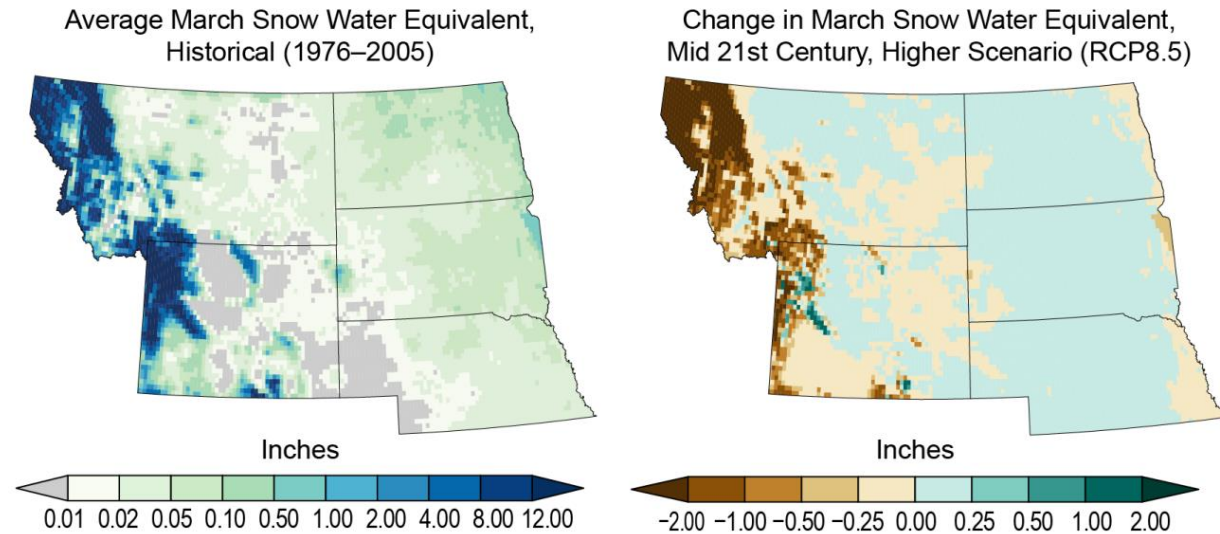 Average March Snow Water Equivalent,
Historical (1976–2005)
Change in March Snow Water Equivalent,
Mid 21st Century, Higher Scenario (RCP8.5)
Inches
0.01 0.02 0.05 0.10 0.50 1.00 2.00 4.00 8.00 12.00
Inches
−2.00 −1.00 −0.50 −0.25 0.00 0.25 0.50 1.00 2.00